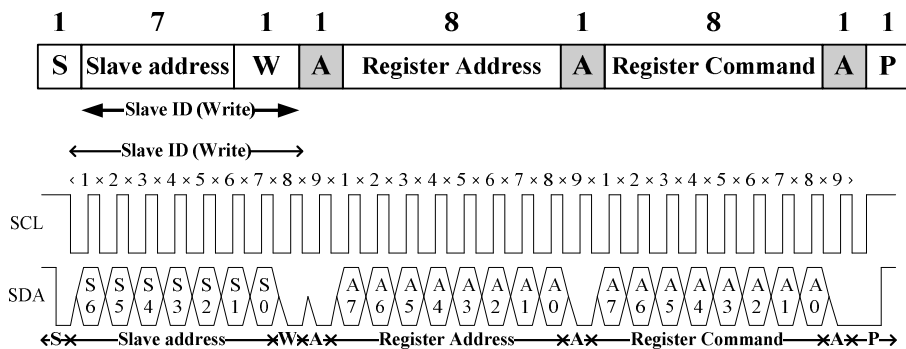 1 7 1 1 8 1 8 1 1
S Slave address W A Register Address A Register Command A P
Slave ID (Write)
Slave ID (Write)
1 2 3 4 5 6 7 8 9 1 2 3 4 5 6 7 8 9 1 2 3 4 5 6 7 8 9
SCL
SDA
S6 S5 S4 S3 S2 S1 S0 A7 A6 A5 A4 A3 A2 A1 A0 A7 A6 A5 A4 A3 A2 A1 A0
S Slave address W A Register Address A Register Command A P